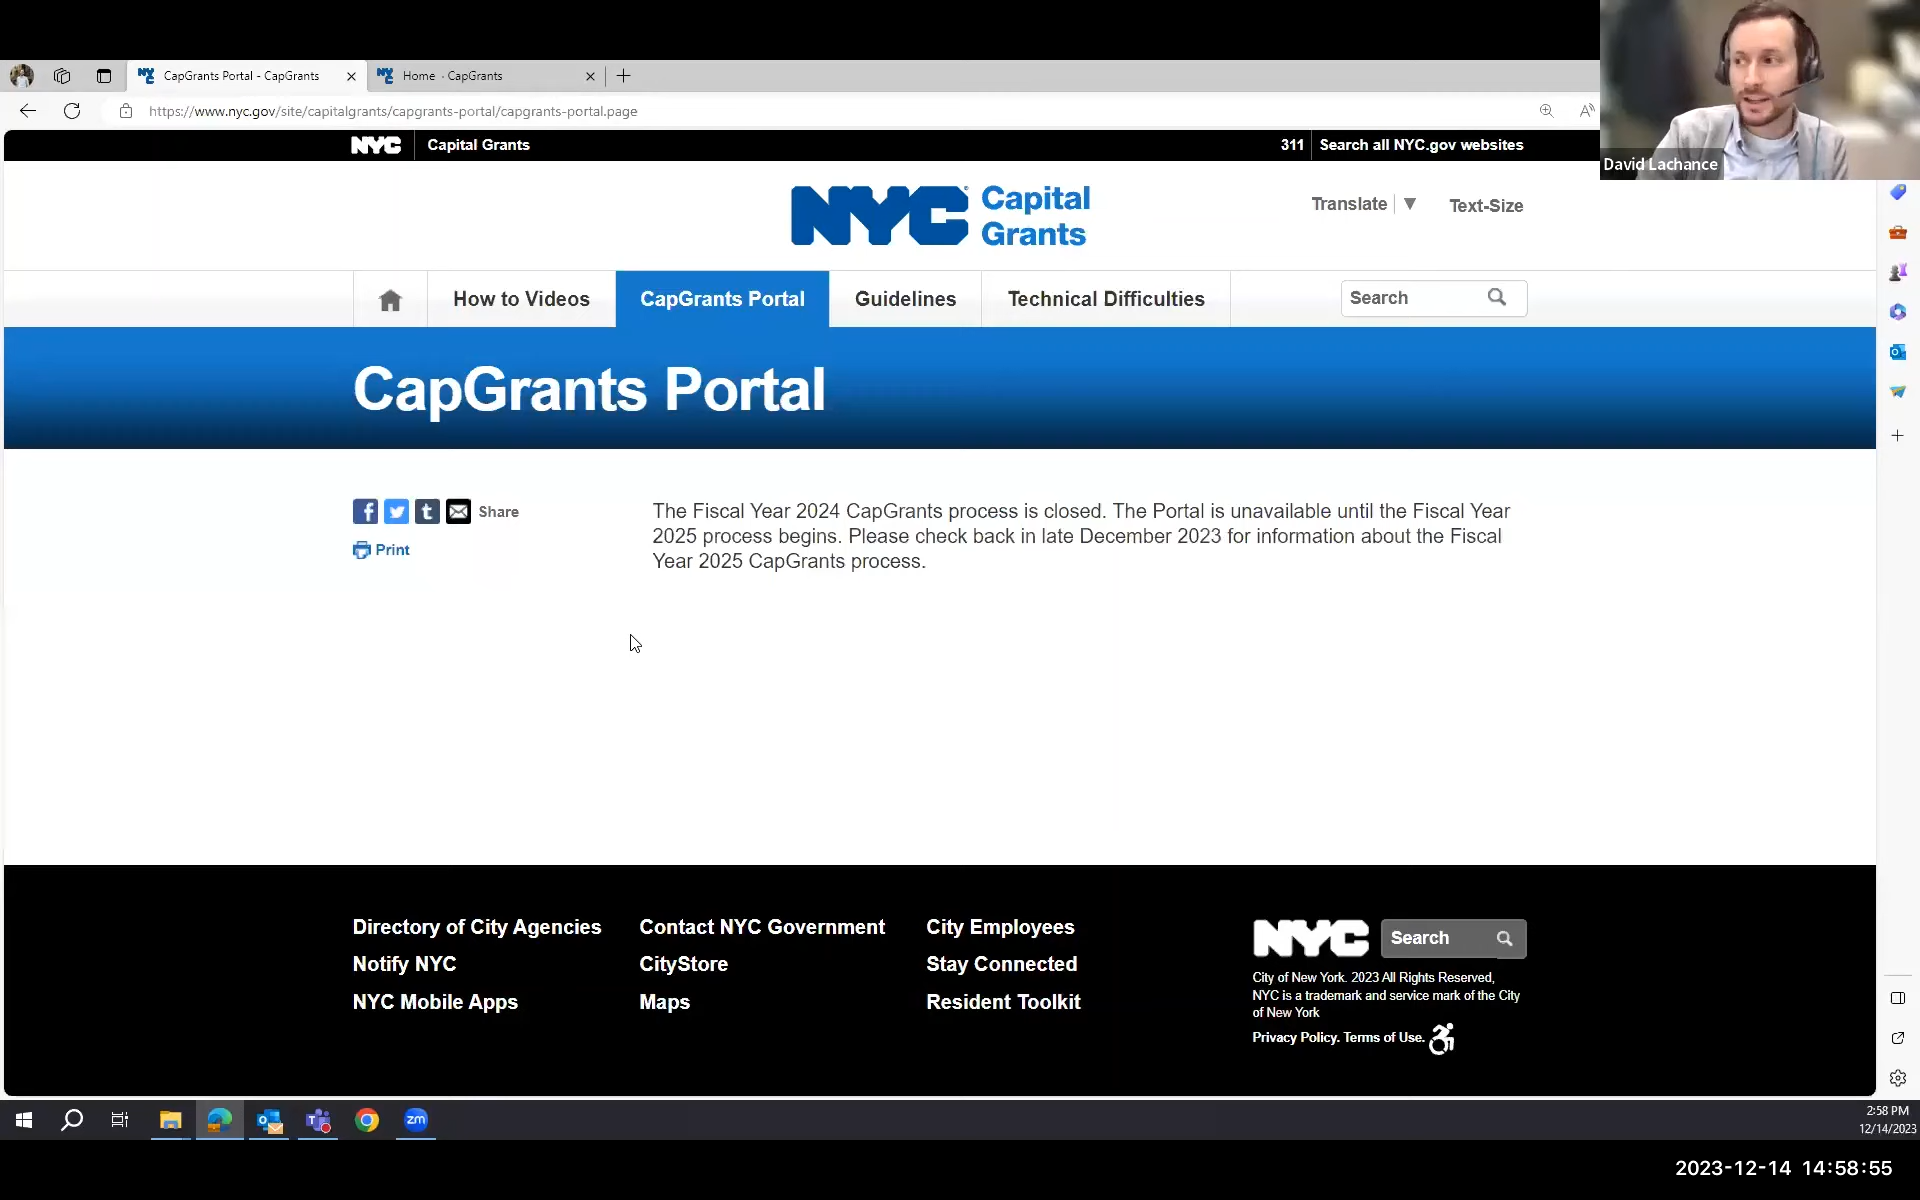 CapGrants Portal - CapGrants
Home - CapGrants
https://www.nyc.gov/site/capitalgrants/capgrants-portal/capgrants-portal.page
NYC Capital Grants
311 Search all NYC.gov websites
David Lachance
NYC Capital
Grants
Translate ▼ Text-Size
How to Videos CapGrants Portal Guidelines Technical Difficulties Search
CapGrants Portal
Share
Print
The Fiscal Year 2024 CapGrants process is closed. The Portal is unavailable until the Fiscal Year
2025 process begins. Please check back in late December 2023 for information about the Fiscal
Year 2025 CapGrants process.
Directory of City Agencies Contact NYC Government City Employees
Notify NYC CityStore Stay Connected
NYC Mobile Apps Maps Resident Toolkit
NYC Search
City of New York. 2023 All Rights Reserved,
NYC is a trademark and service mark of the City
of New York
Privacy Policy. Terms of Use.
zm
2:58 PM
12/14/2023
2023-12-14 14:58:55